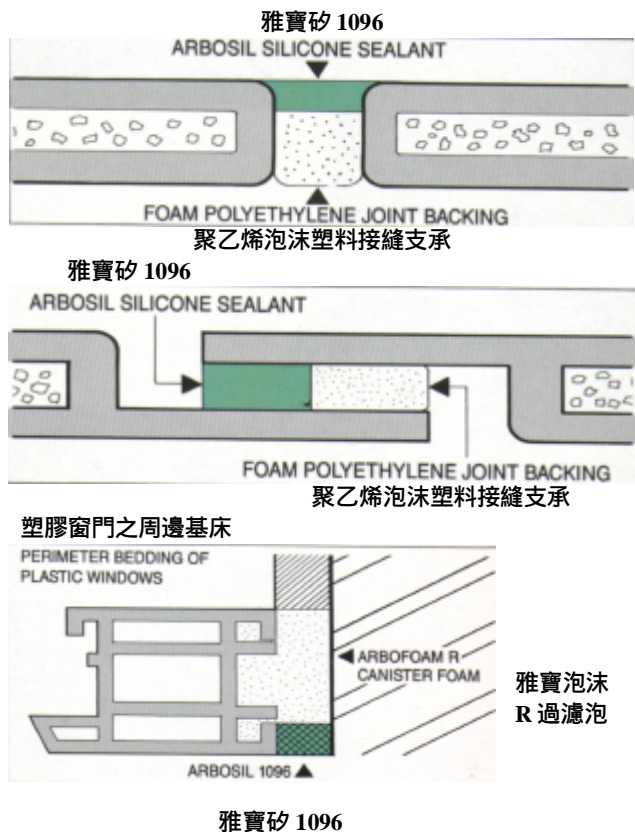 雅寶矽 1096
ARBOSIL SILICONE SEALANT
FOAM POLYETHYLENE JOINT BACKING
聚乙烯泡沫塑料接縫支承
雅寶矽 1096
ARBOSIL SILICONE SEALANT
FOAM POLYETHYLENE JOINT BACKING
聚乙烯泡沫塑料接縫支承
塑膠窗門之周邊基床
PERIMETER BEDDING OF
PLASTIC WINDOWS
ARBOFOAM R
CANISTER FOAM
雅寶泡沫
R 過濾泡
ARBOSIL 1096
雅寶矽 1096